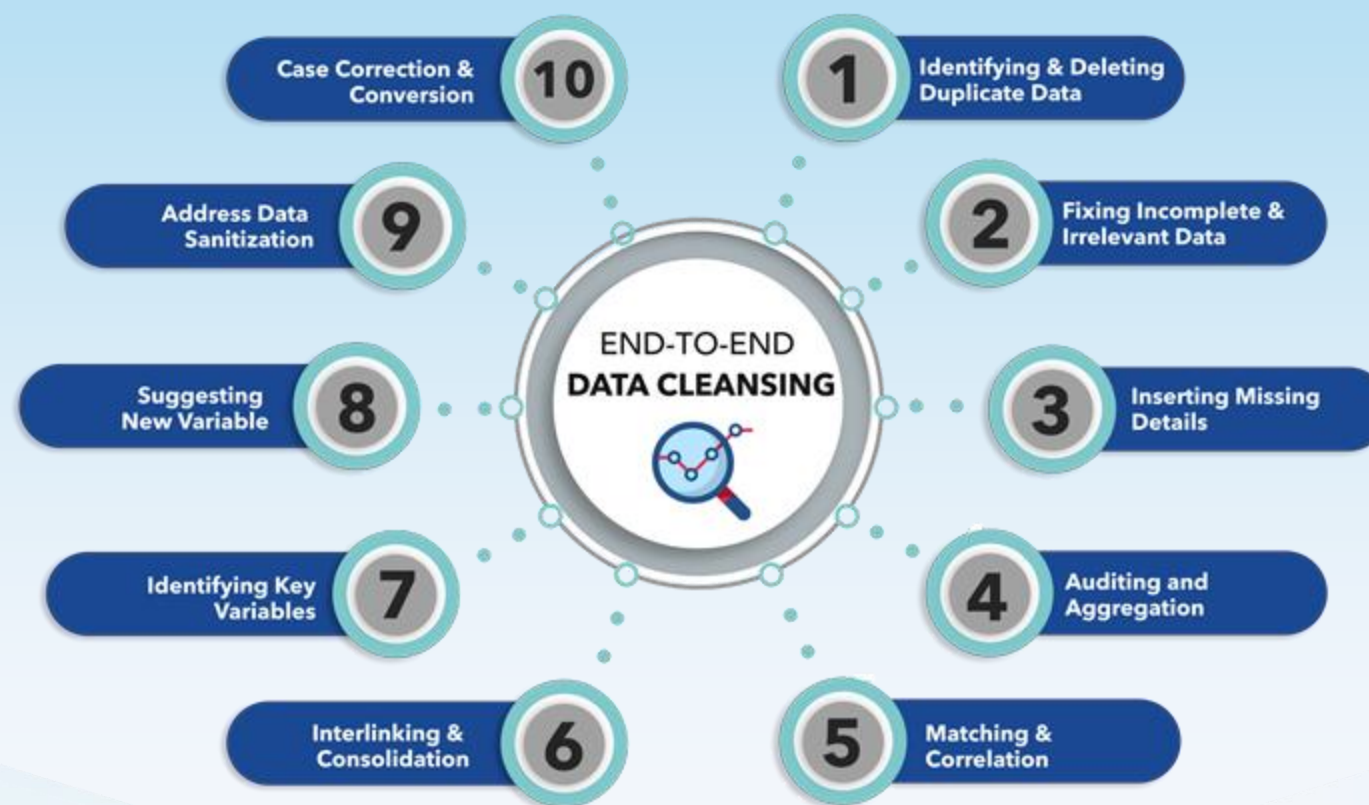 END-TO-END
DATA CLEANSING
1
Identifying & Deleting
Duplicate Data
2
Fixing Incomplete &
Irrelevant Data
3
Inserting Missing
Details
4
Auditing and
Aggregation
5
Matching &
Correlation
6
Interlinking &
Consolidation
7
Identifying Key
Variables
8
Suggesting
New Variable
9
Address Data
Sanitization
10
Case Correction &
Conversion